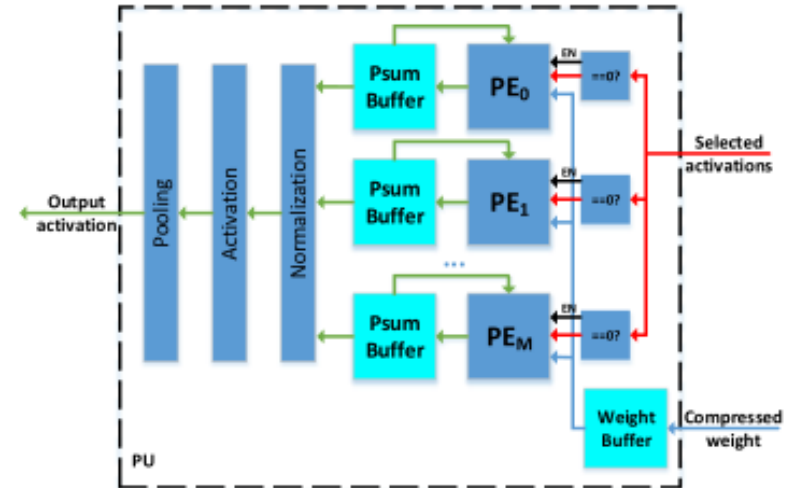 Psum
Buffer
PE0
EN
==0?
Selected
activations
Psum
Buffer
PE1
EN
==0?
Output
activation
Pooling
Activation
Normalization
...
Psum
Buffer
PEM
EN
==0?
Weight
Buffer
Compressed
weight
PU